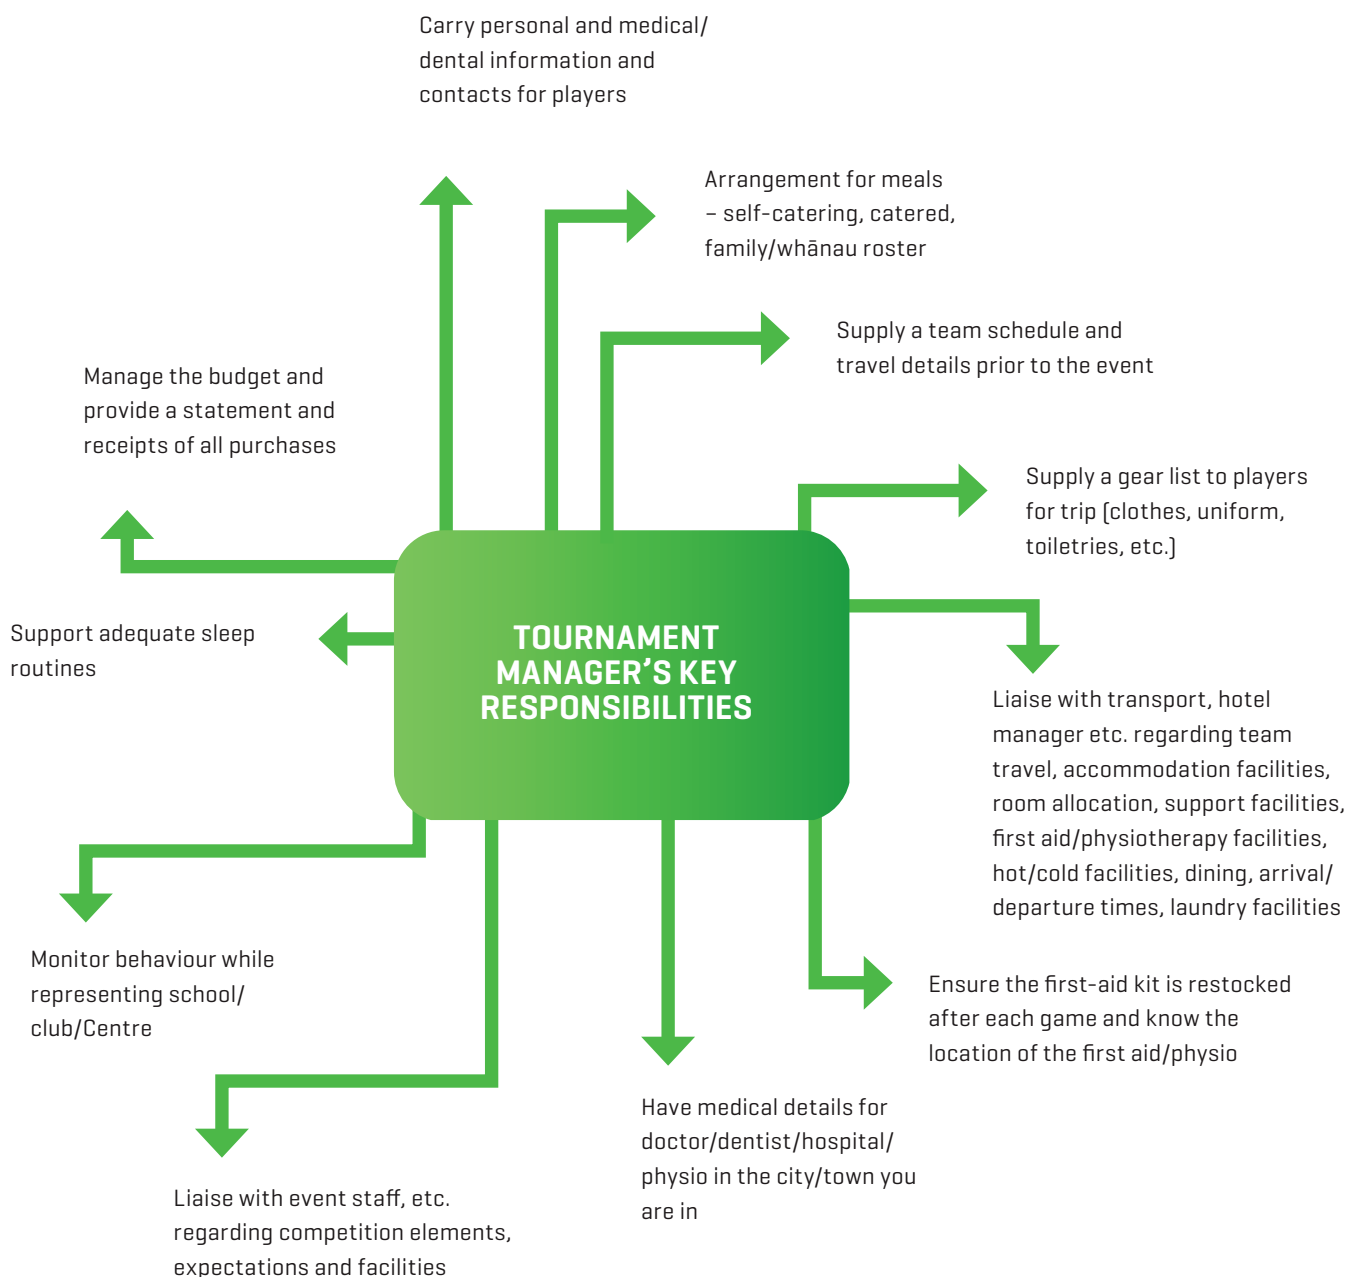 Carry personal and medical/
dental information and
contacts for players
Arrangement for meals
– self-catering, catered,
family/whānau roster
Supply a team schedule and
travel details prior to the event
Manage the budget and
provide a statement and
receipts of all purchases
Supply a gear list to players
for trip (clothes, uniform,
toiletries, etc.)
Support adequate sleep
routines
TOURNAMENT
MANAGER’S KEY
RESPONSIBILITIES
Liaise with transport, hotel
manager etc. regarding team
travel, accommodation facilities,
room allocation, support facilities,
first aid/physiotherapy facilities,
hot/cold facilities, dining, arrival/
departure times, laundry facilities
Monitor behaviour while
representing school/
club/Centre
Ensure the first-aid kit is restocked
after each game and know the
location of the first aid/physio
Have medical details for
doctor/dentist/hospital/
physio in the city/town you
are in
Liaise with event staff, etc.
regarding competition elements,
expectations and facilities